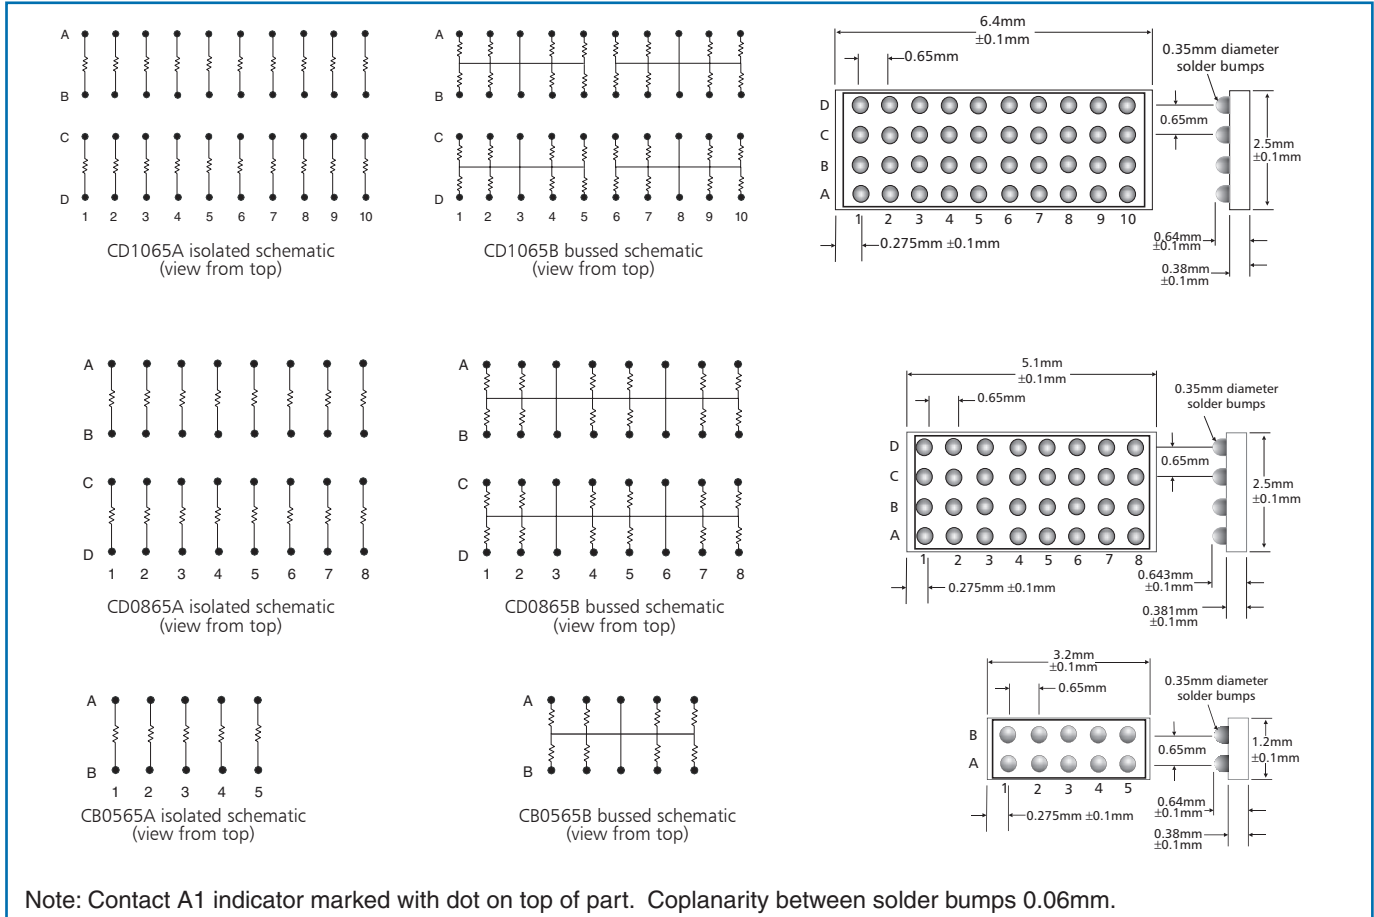 A
B
C
D
1 2 3 4 5 6 7 8 9 10
CD1065A isolated schematic
(view from top)
A
B
C
D
1 2 3 4 5 6 7 8 9 10
CD1065B bussed schematic
(view from top)
6.4mm
±0.1mm
0.65mm
D
C
B
A
1 2 3 4 5 6 7 8 9 10
0.275mm ±0.1mm
0.35mm diameter
solder bumps
0.65mm
2.5mm
±0.1mm
0.64mm
±0.1mm
0.38mm
±0.1mm
A
B
C
D
1 2 3 4 5 6 7 8
CD0865A isolated schematic
(view from top)
A
B
C
D
1 2 3 4 5 6 7 8
CD0865B bussed schematic
(view from top)
5.1mm
±0.1mm
0.65mm
D
C
B
A
1 2 3 4 5 6 7 8
0.275mm ±0.1mm
0.35mm diameter
solder bumps
0.65mm
2.5mm
±0.1mm
0.643mm
±0.1mm
0.381mm
±0.1mm
A
B
1 2 3 4 5
CB0565A isolated schematic
(view from top)
A
B
CB0565B bussed schematic
(view from top)
3.2mm
±0.1mm
0.65mm
B
A
1 2 3 4 5
0.275mm ±0.1mm
0.35mm diameter
solder bumps
0.65mm
1.2mm
±0.1mm
0.64mm
±0.1mm
0.38mm
±0.1mm
Note: Contact A1 indicator marked with dot on top of part. Coplanarity between solder bumps 0.06mm.